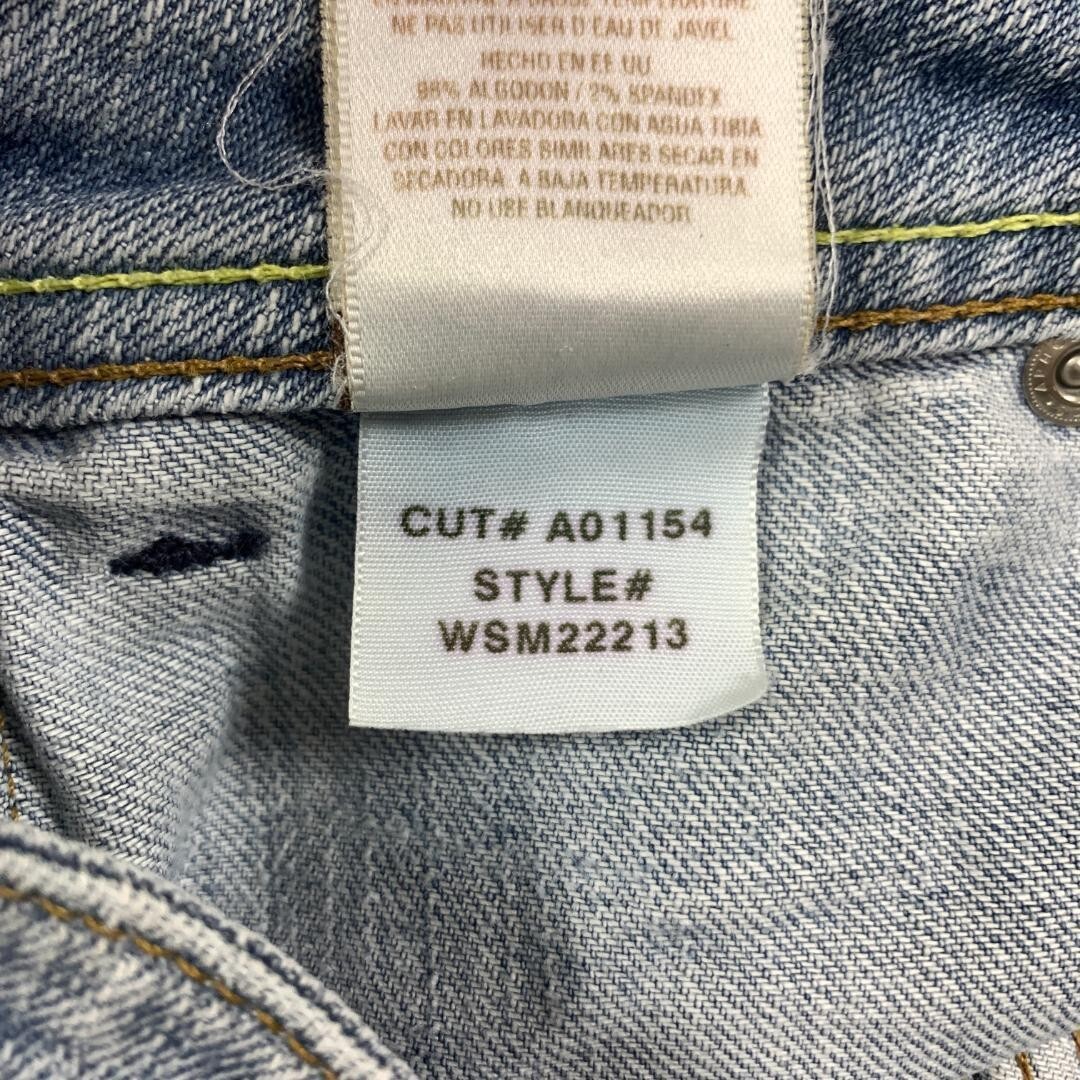 NE PAS UTILISER D'EAU DE JAVEL
HECHO EN EE UU
98% ALGODON / 2% SPANDEX
LAVAR EN LAVADORA CON AGUA TIBIA
CON COLORES SIMILARES SECAR EN
SECADORA, A BAJA TEMPERATURA
NO USE BLANQUEADOR
CUT# A01154
STYLE#
WSM22213